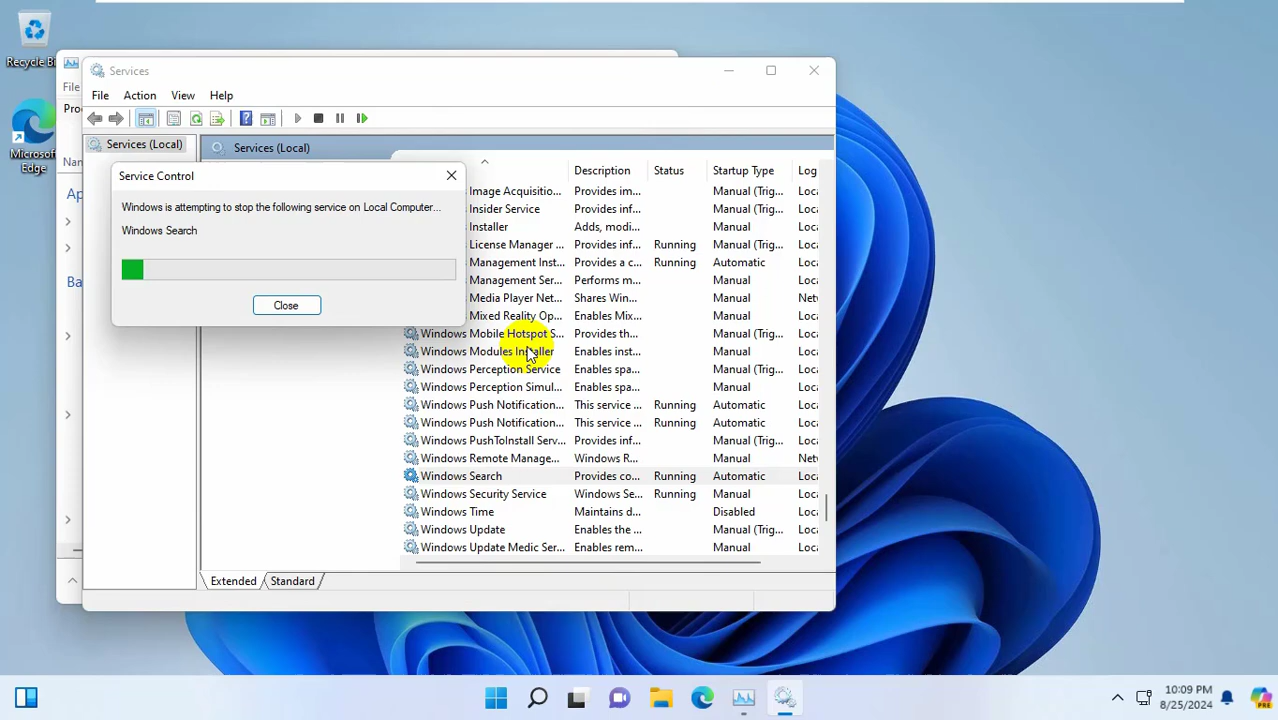 Recycle Bi
Microsoft
Edge
File
Pro
Nan
Ap
Ba
Services
File Action View Help
Services (Local)
Services (Local)
Service Control
Windows is attempting to stop the following service on Local Computer...
Windows Search
Close
Description Status Startup Type Log
Image Acquisitio... Provides im... Manual (Trig... Loca
Insider Service Provides inf... Manual Loca
Installer Adds, modi... Manual Loca
License Manager ... Provides inf... Running Manual (Trig... Loca
Management Inst... Provides a c... Running Automatic Loca
Management Ser... Performs m... Manual Loca
Media Player Net... Shares Win... Manual Net
Mixed Reality Op... Enables Mix... Manual Loca
Windows Mobile Hotspot S... Provides th... Manual (Trig... Loca
Windows Modules Installer Enables inst... Manual Loca
Windows Perception Service Enables spa... Manual (Trig... Loca
Windows Perception Simul... Enables spa... Manual Loca
Windows Push Notification... This service ... Running Automatic Loca
Windows Push Notification... This service ... Running Automatic Loca
Windows PushToInstall Serv... Provides inf... Manual (Trig... Loca
Windows Remote Manage... Windows R... Manual Net
Windows Search Provides co... Running Automatic Loca
Windows Security Service Windows Se... Running Manual Loca
Windows Time Maintains d... Disabled Loca
Windows Update Enables the ... Manual (Trig... Loca
Windows Update Medic Ser... Enables rem... Manual Loca
Extended Standard
10:09 PM
8/25/2024
PRE